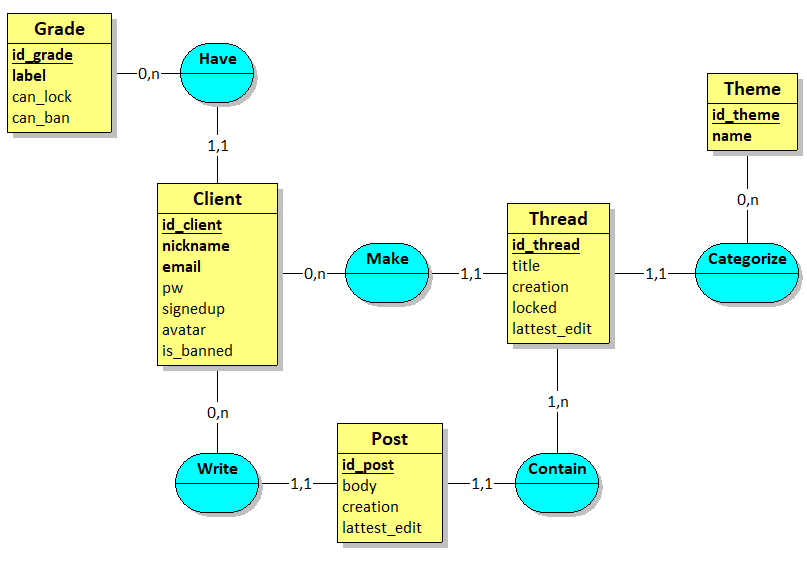 Grade
id_grade
label
can_lock
can_ban
0,n
Have
1,1
Theme
id_theme
name
0,n
Client
id_client
nickname
email
pw
signedup
avatar
is_banned
0,n
Make
1,1
Thread
id_thread
title
creation
locked
lattest_edit
1,1
Categorize
0,n
1,n
Write
1,1
Post
id_post
body
creation
lattest_edit
1,1
Contain